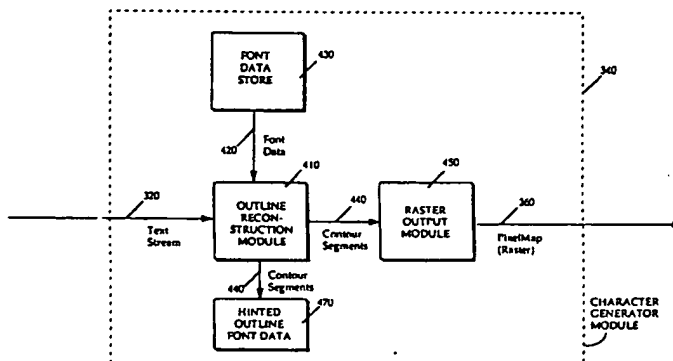 FONT
DATA
STORE
430
340
420
Font
Data
410
450
320
OUTLINE
RECON-
STRUCTION
MODULE
440
RASTER
OUTPUT
MODULE
360
Text
Stream
Contour
Segments
PixelMap
(Raster)
440
Contour
Segments
470
HINTED
OUTLINE
FONT DATA
CHARACTER
GENERATOR
MODULE